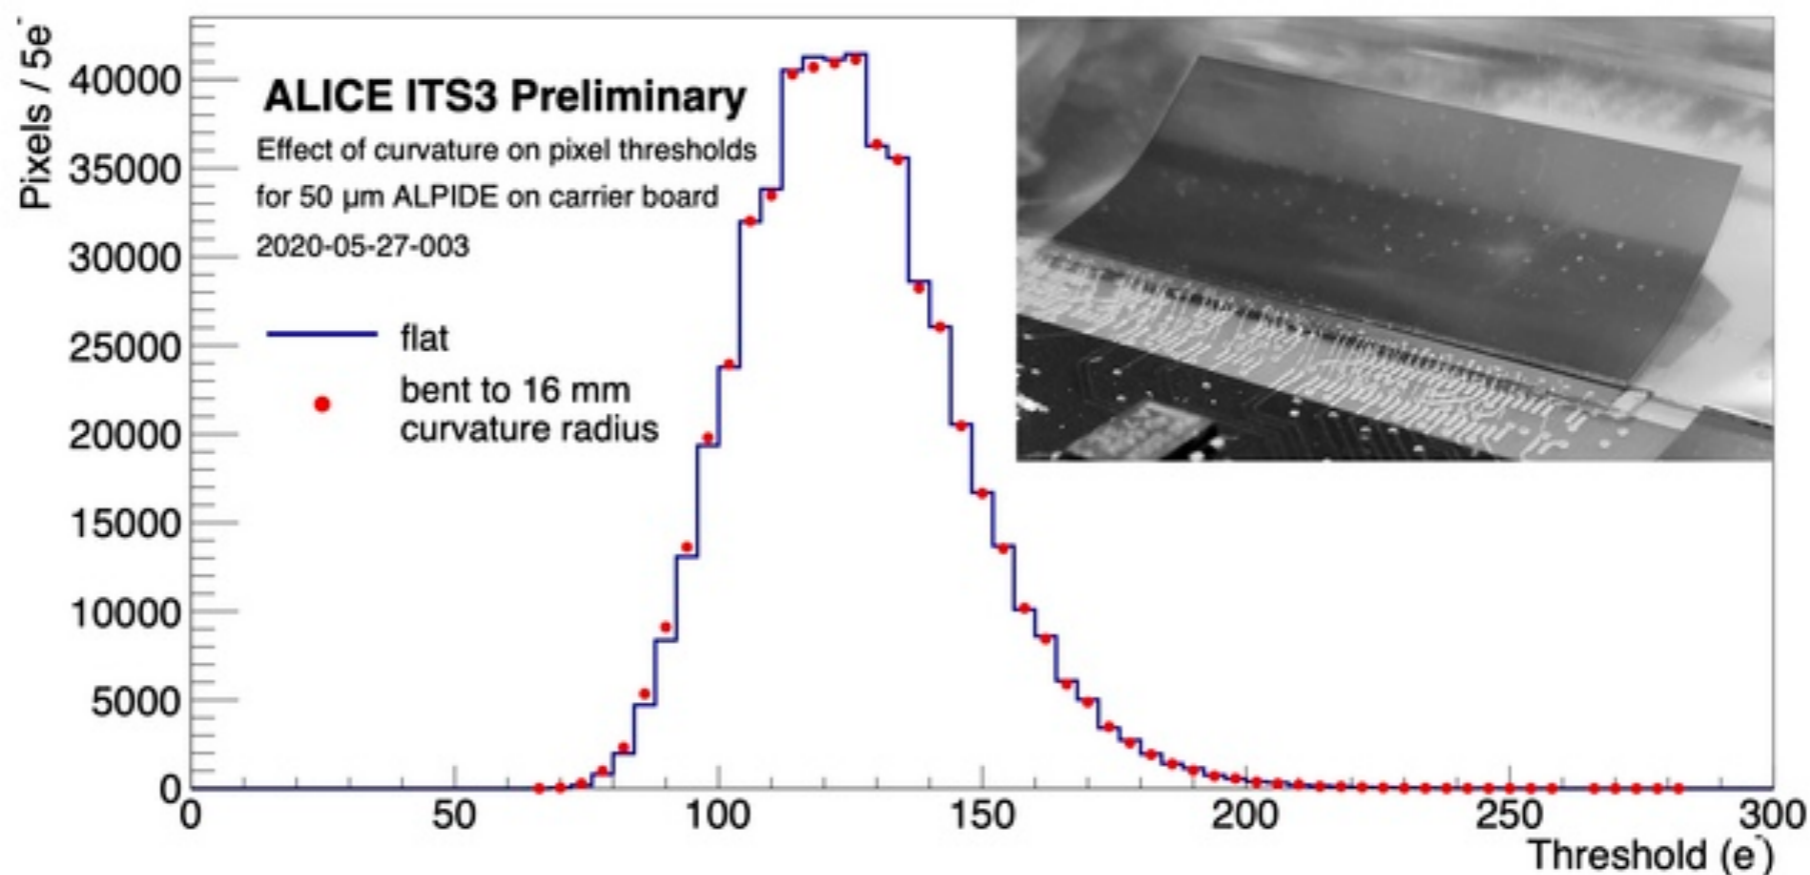 Pixels / 5e⁻
40000
35000
30000
25000
20000
15000
10000
5000
0
ALICE ITS3 Preliminary
Effect of curvature on pixel thresholds
for 50 μm ALPIDE on carrier board
2020-05-27-003
flat
bent to 16 mm
curvature radius
0 50 100 150 200 250 300
Threshold (e⁻)